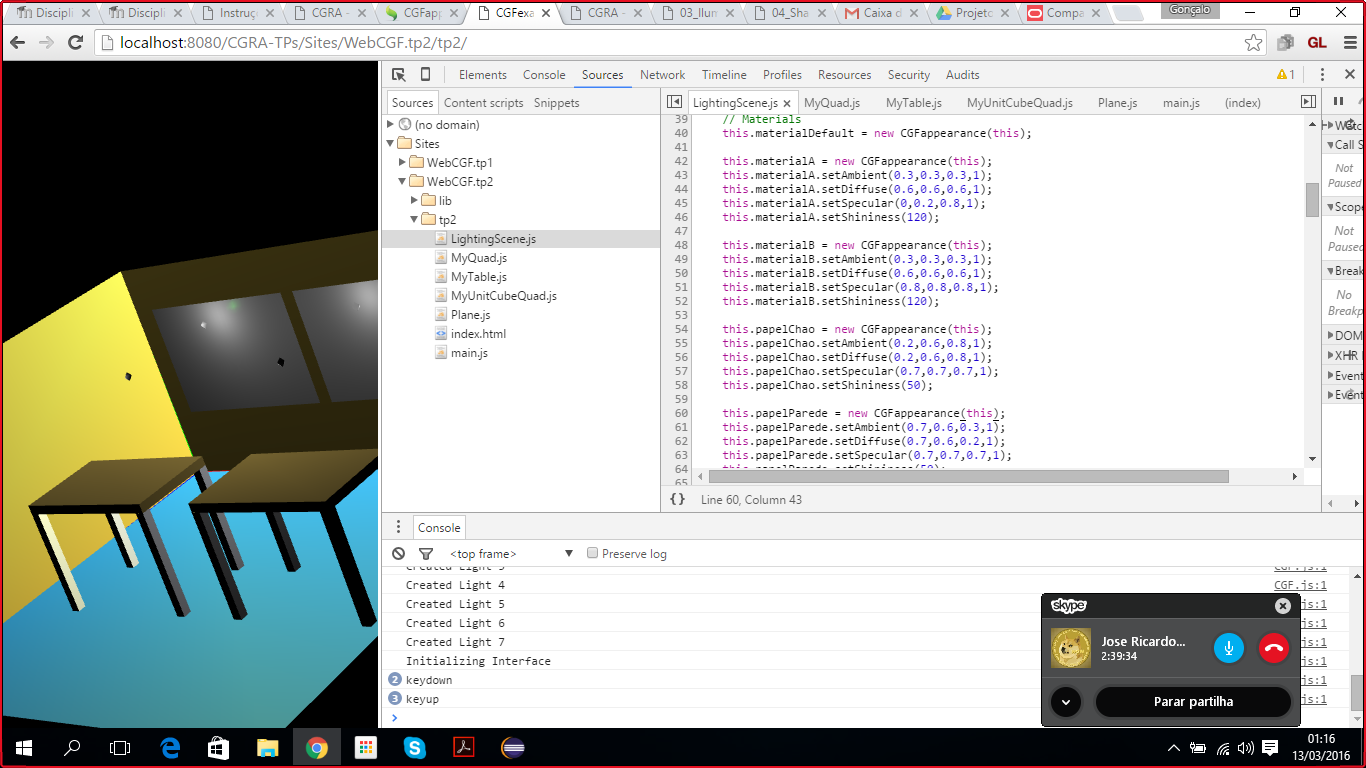 Discipli
Discipli
Instruçõ
CGRA -
CGFapp
CGFexa
CGRA -
03_Ilum
04_Sha
Caixa d
Projeto
Compa
Gonçalo
localhost:8080/CGRA-TPs/Sites/WebCGF.tp2/tp2/
GL
Elements Console Sources Network Timeline Profiles Resources Security Audits
1
Sources Content scripts Snippets
LightingScene.js MyQuad.js MyTable.js MyUnitCubeQuad.js Plane.js main.js (index)
(no domain)
Sites
WebCGF.tp1
WebCGF.tp2
lib
tp2
LightingScene.js
MyQuad.js
MyTable.js
MyUnitCubeQuad.js
Plane.js
index.html
main.js
39 // Materials
40 this.materialDefault = new CGFappearance(this);
41
42 this.materialA = new CGFappearance(this);
43 this.materialA.setAmbient(0.3,0.3,0.3,1);
44 this.materialA.setDiffuse(0.6,0.6,0.6,1);
45 this.materialA.setSpecular(0,0.2,0.8,1);
46 this.materialA.setShininess(120);
47
48 this.materialB = new CGFappearance(this);
49 this.materialB.setAmbient(0.3,0.3,0.3,1);
50 this.materialB.setDiffuse(0.6,0.6,0.6,1);
51 this.materialB.setSpecular(0.8,0.8,0.8,1);
52 this.materialB.setShininess(120);
53
54 this.papelChao = new CGFappearance(this);
55 this.papelChao.setAmbient(0.2,0.6,0.8,1);
56 this.papelChao.setDiffuse(0.2,0.6,0.8,1);
57 this.papelChao.setSpecular(0.7,0.7,0.7,1);
58 this.papelChao.setShininess(50);
59
60 this.papelParede = new CGFappearance(this);
61 this.papelParede.setAmbient(0.7,0.6,0.3,1);
62 this.papelParede.setDiffuse(0.7,0.6,0.2,1);
63 this.papelParede.setSpecular(0.7,0.7,0.7,1);
64 this.papelParede.setShininess(50);
65
Call S
Not
Paused
Scope
Not
Paused
Break
No
Breakp
DOM
XHR
Event
Event
{} Line 60, Column 43
Console
<top frame> Preserve log
Created Light 4 CGF.js:1
Created Light 5 js:1
Created Light 6 js:1
Created Light 7 js:1
Initializing Interface js:1
2 keydown js:1
3 keyup js:1
skype
Jose Ricardo...
2:39:34
Parar partilha
01:16
13/03/2016